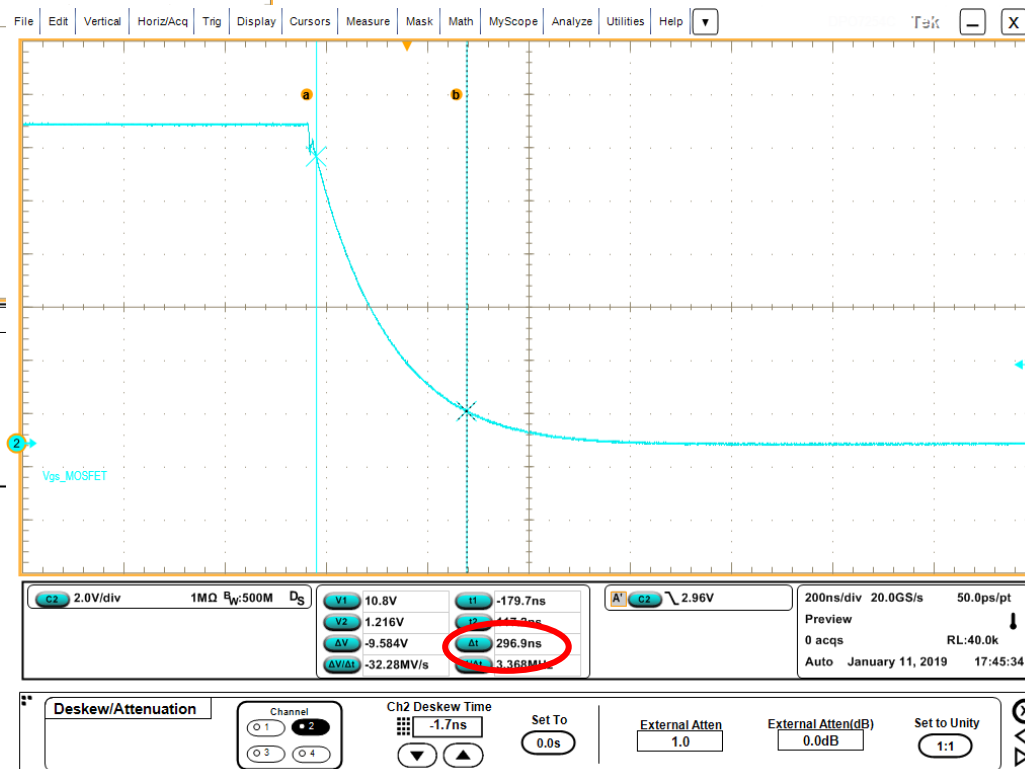 File Edit Vertical Horiz/Acq Trig Display Cursors Measure Mask Math MyScope Analyze Utilities Help ▼ Tek X
a b
2
Vgs_MOSFET
C2 2.0V/div 1MΩ BW:500M DS
V1 10.8V t1 -179.7ns
V2 1.216V t2
ΔV -9.584V Δt 296.9ns
ΔV/Δt -32.28MV/s 3.368MHz
A' C2 2.96V
200ns/div 20.0GS/s 50.0ps/pt
Preview
0 acqs RL:40.0k
Auto January 11, 2019 17:45:34
Deskew/Attenuation
Channel
1 2
3 4
Ch2 Deskew Time
-1.7ns
Set To
0.0s
External Atten
1.0
External Atten(dB)
0.0dB
Set to Unity
1:1